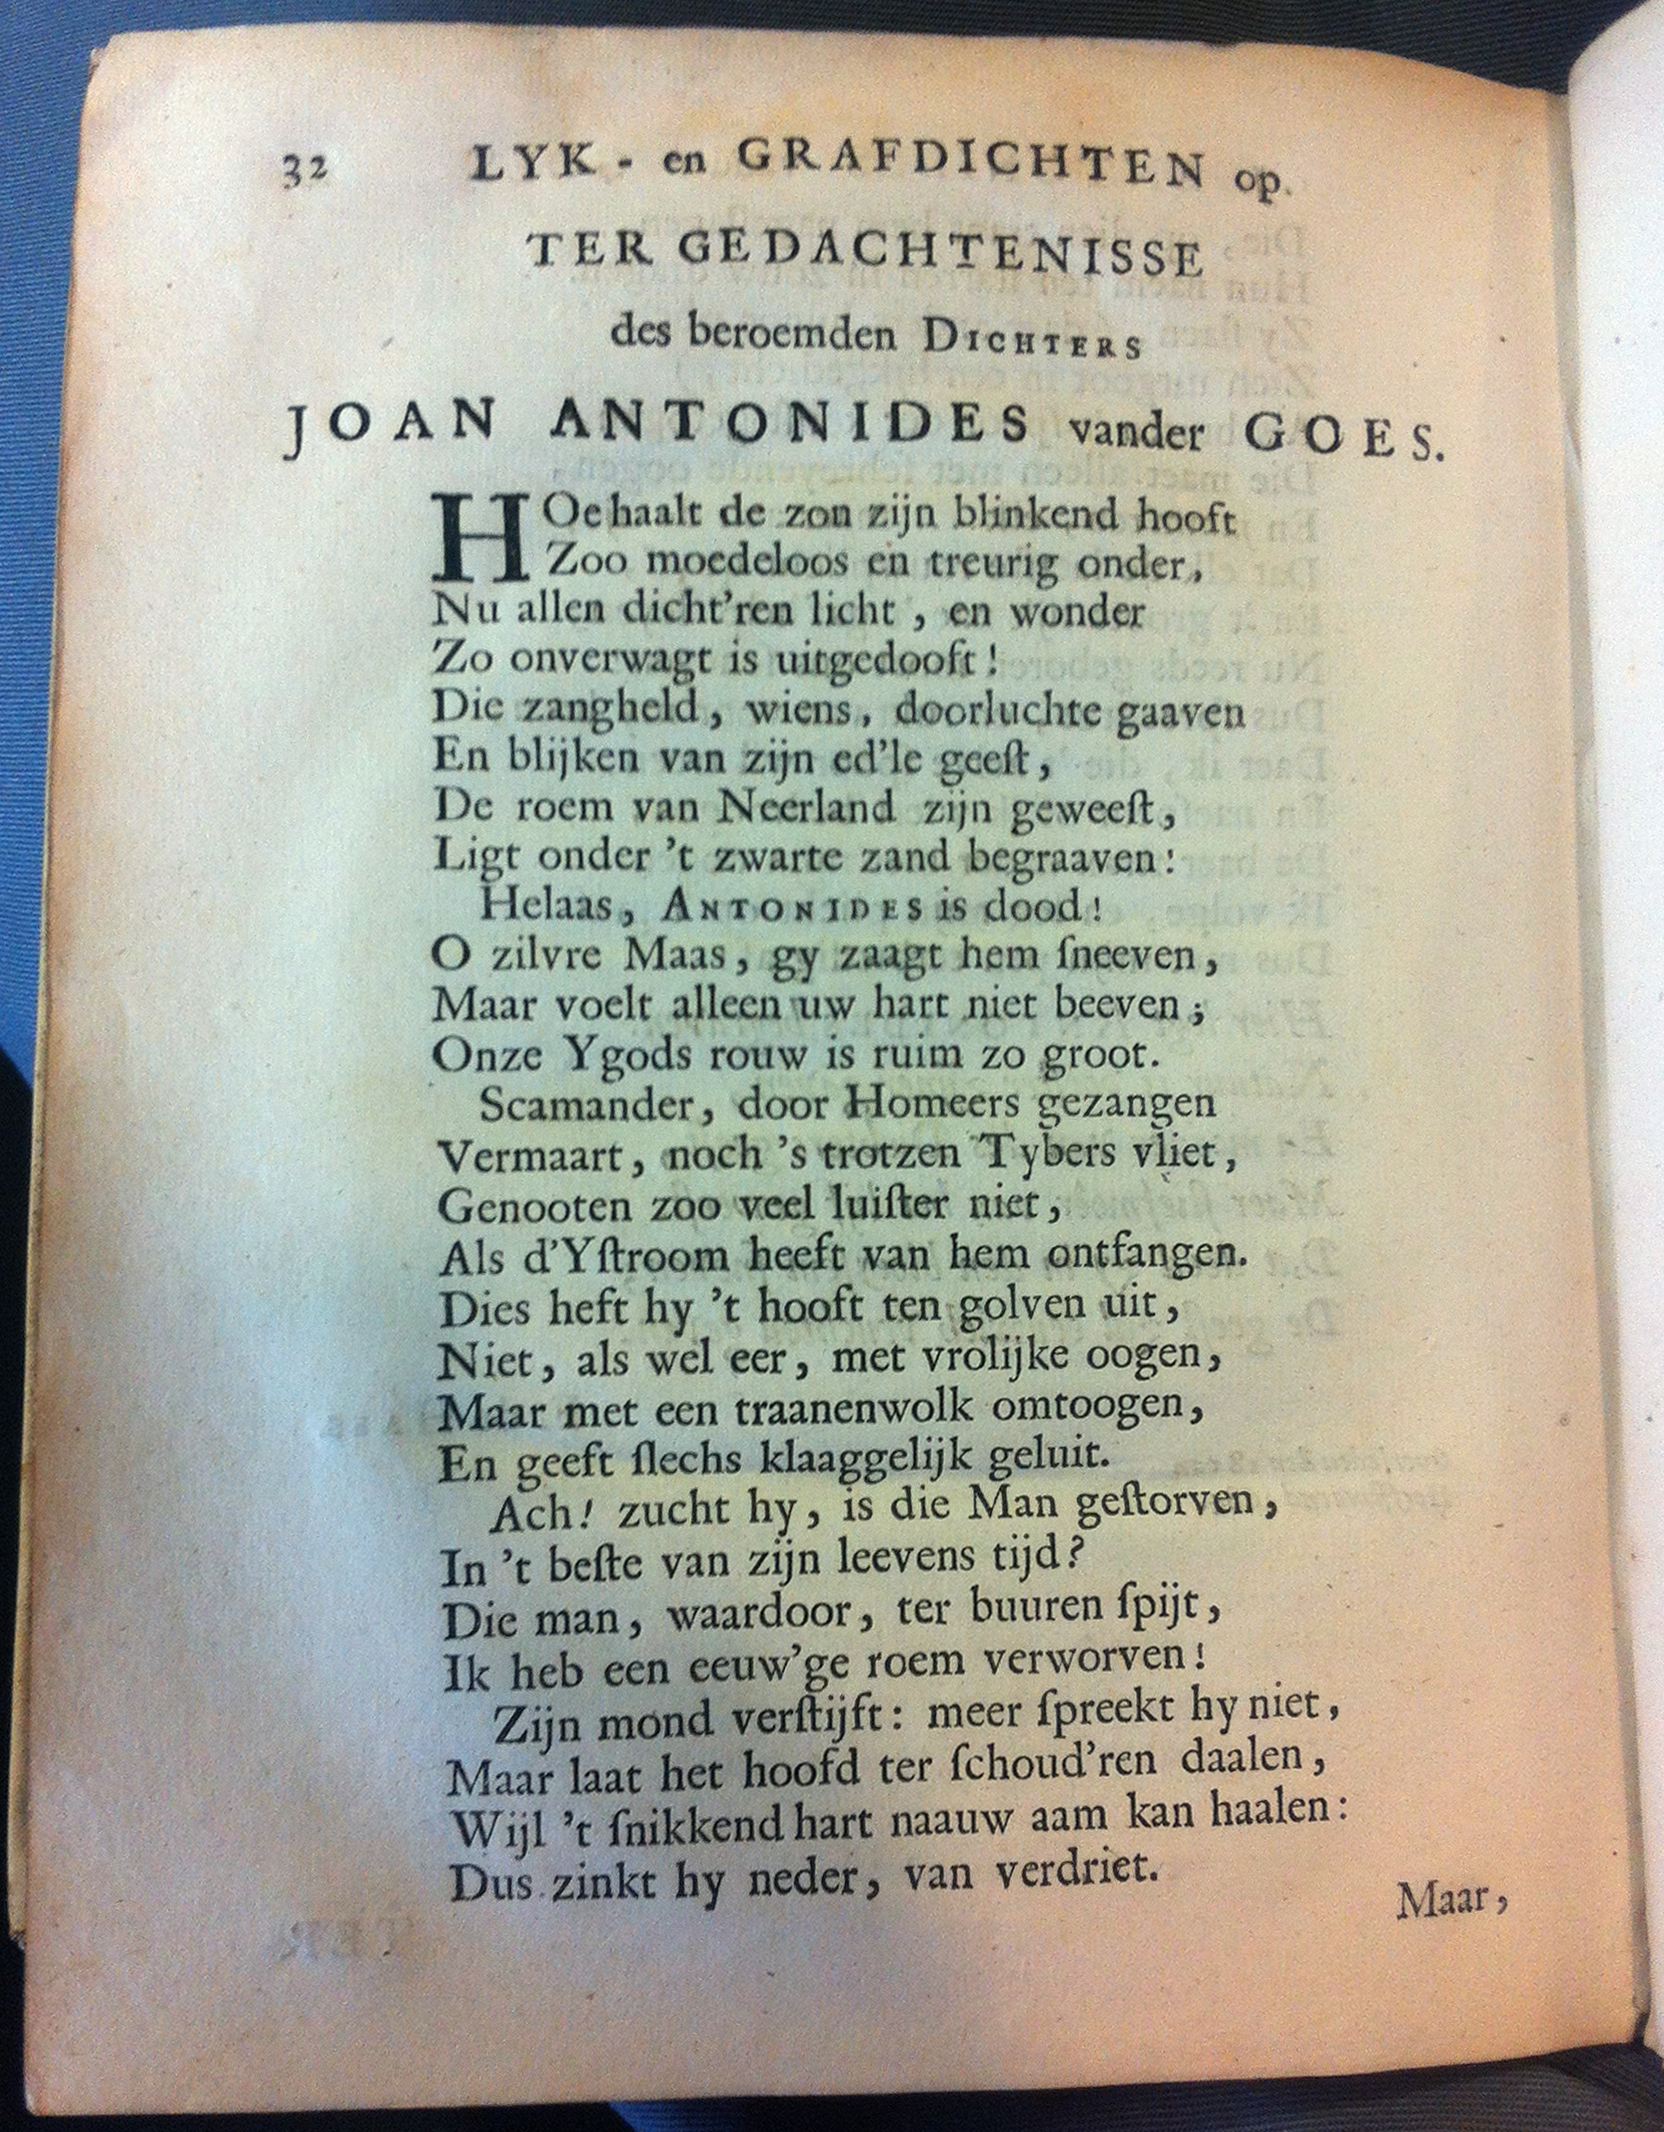 32 LYK - en GRAFDICHTEN op
TER GEDACHTENISSE
des beroemden DICHTERS
JOAN ANTONIDES vander GOES.
HOe haalt de zon zijn blinkend hooft
Zoo moedeloos en treurig onder,
Nu allen dicht'ren licht, en wonder
Zo onverwagt is uitgedooft!
Die zangheld, wiens, doorluchte gaaven
En blijken van zijn ed'le geeſt,
De roem van Neerland zijn geweeſt,
Ligt onder 't zwarte zand begraaven:
Helaas, ANTONIDES is dood!
O zilvre Maas, gy zaagt hem ſneeven,
Maar voelt alleen uw hart niet beeven;
Onze Ygods rouw is ruim zo groot.
Scamander, door Homeers gezangen
Vermaart, noch 's trotzen Tybers vliet,
Genooten zoo veel luiſter niet,
Als d'Yſtroom heeft van hem ontfangen.
Dies heft hy 't hooft ten golven uit,
Niet, als wel eer, met vrolijke oogen,
Maar met een traanenwolk omtoogen,
En geeft ſlechs klaaggelijk geluit.
Ach! zucht hy, is die Man geſtorven,
In 't beſte van zijn leevens tijd?
Die man, waardoor, ter buuren ſpijt,
Ik heb een eeuw'ge roem verworven!
Zijn mond verſtijft: meer ſpreekt hy niet,
Maar laat het hoofd ter ſchoud'ren daalen,
Wijl 't ſnikkend hart naauw aam kan haalen:
Dus zinkt hy neder, van verdriet.
Maar,